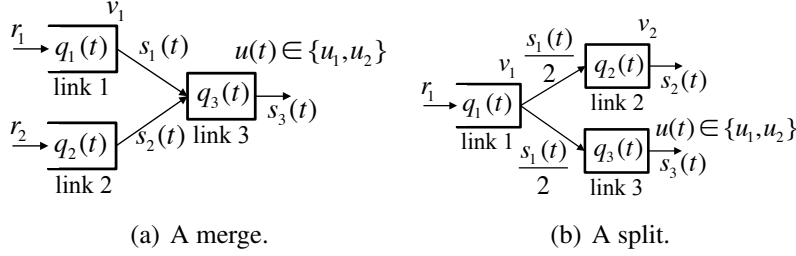 v₁
r₁
q₁(t)
s₁(t)
link 1
u(t) ∈ {u₁,u₂}
q₃(t)
s₃(t)
link 3
r₂
q₂(t)
s₂(t)
link 2
(a) A merge.
v₂
s₁(t)/2
q₂(t)
s₂(t)
link 2
v₁
r₁
q₁(t)
link 1
u(t) ∈ {u₁,u₂}
s₁(t)/2
q₃(t)
s₃(t)
link 3
(b) A split.